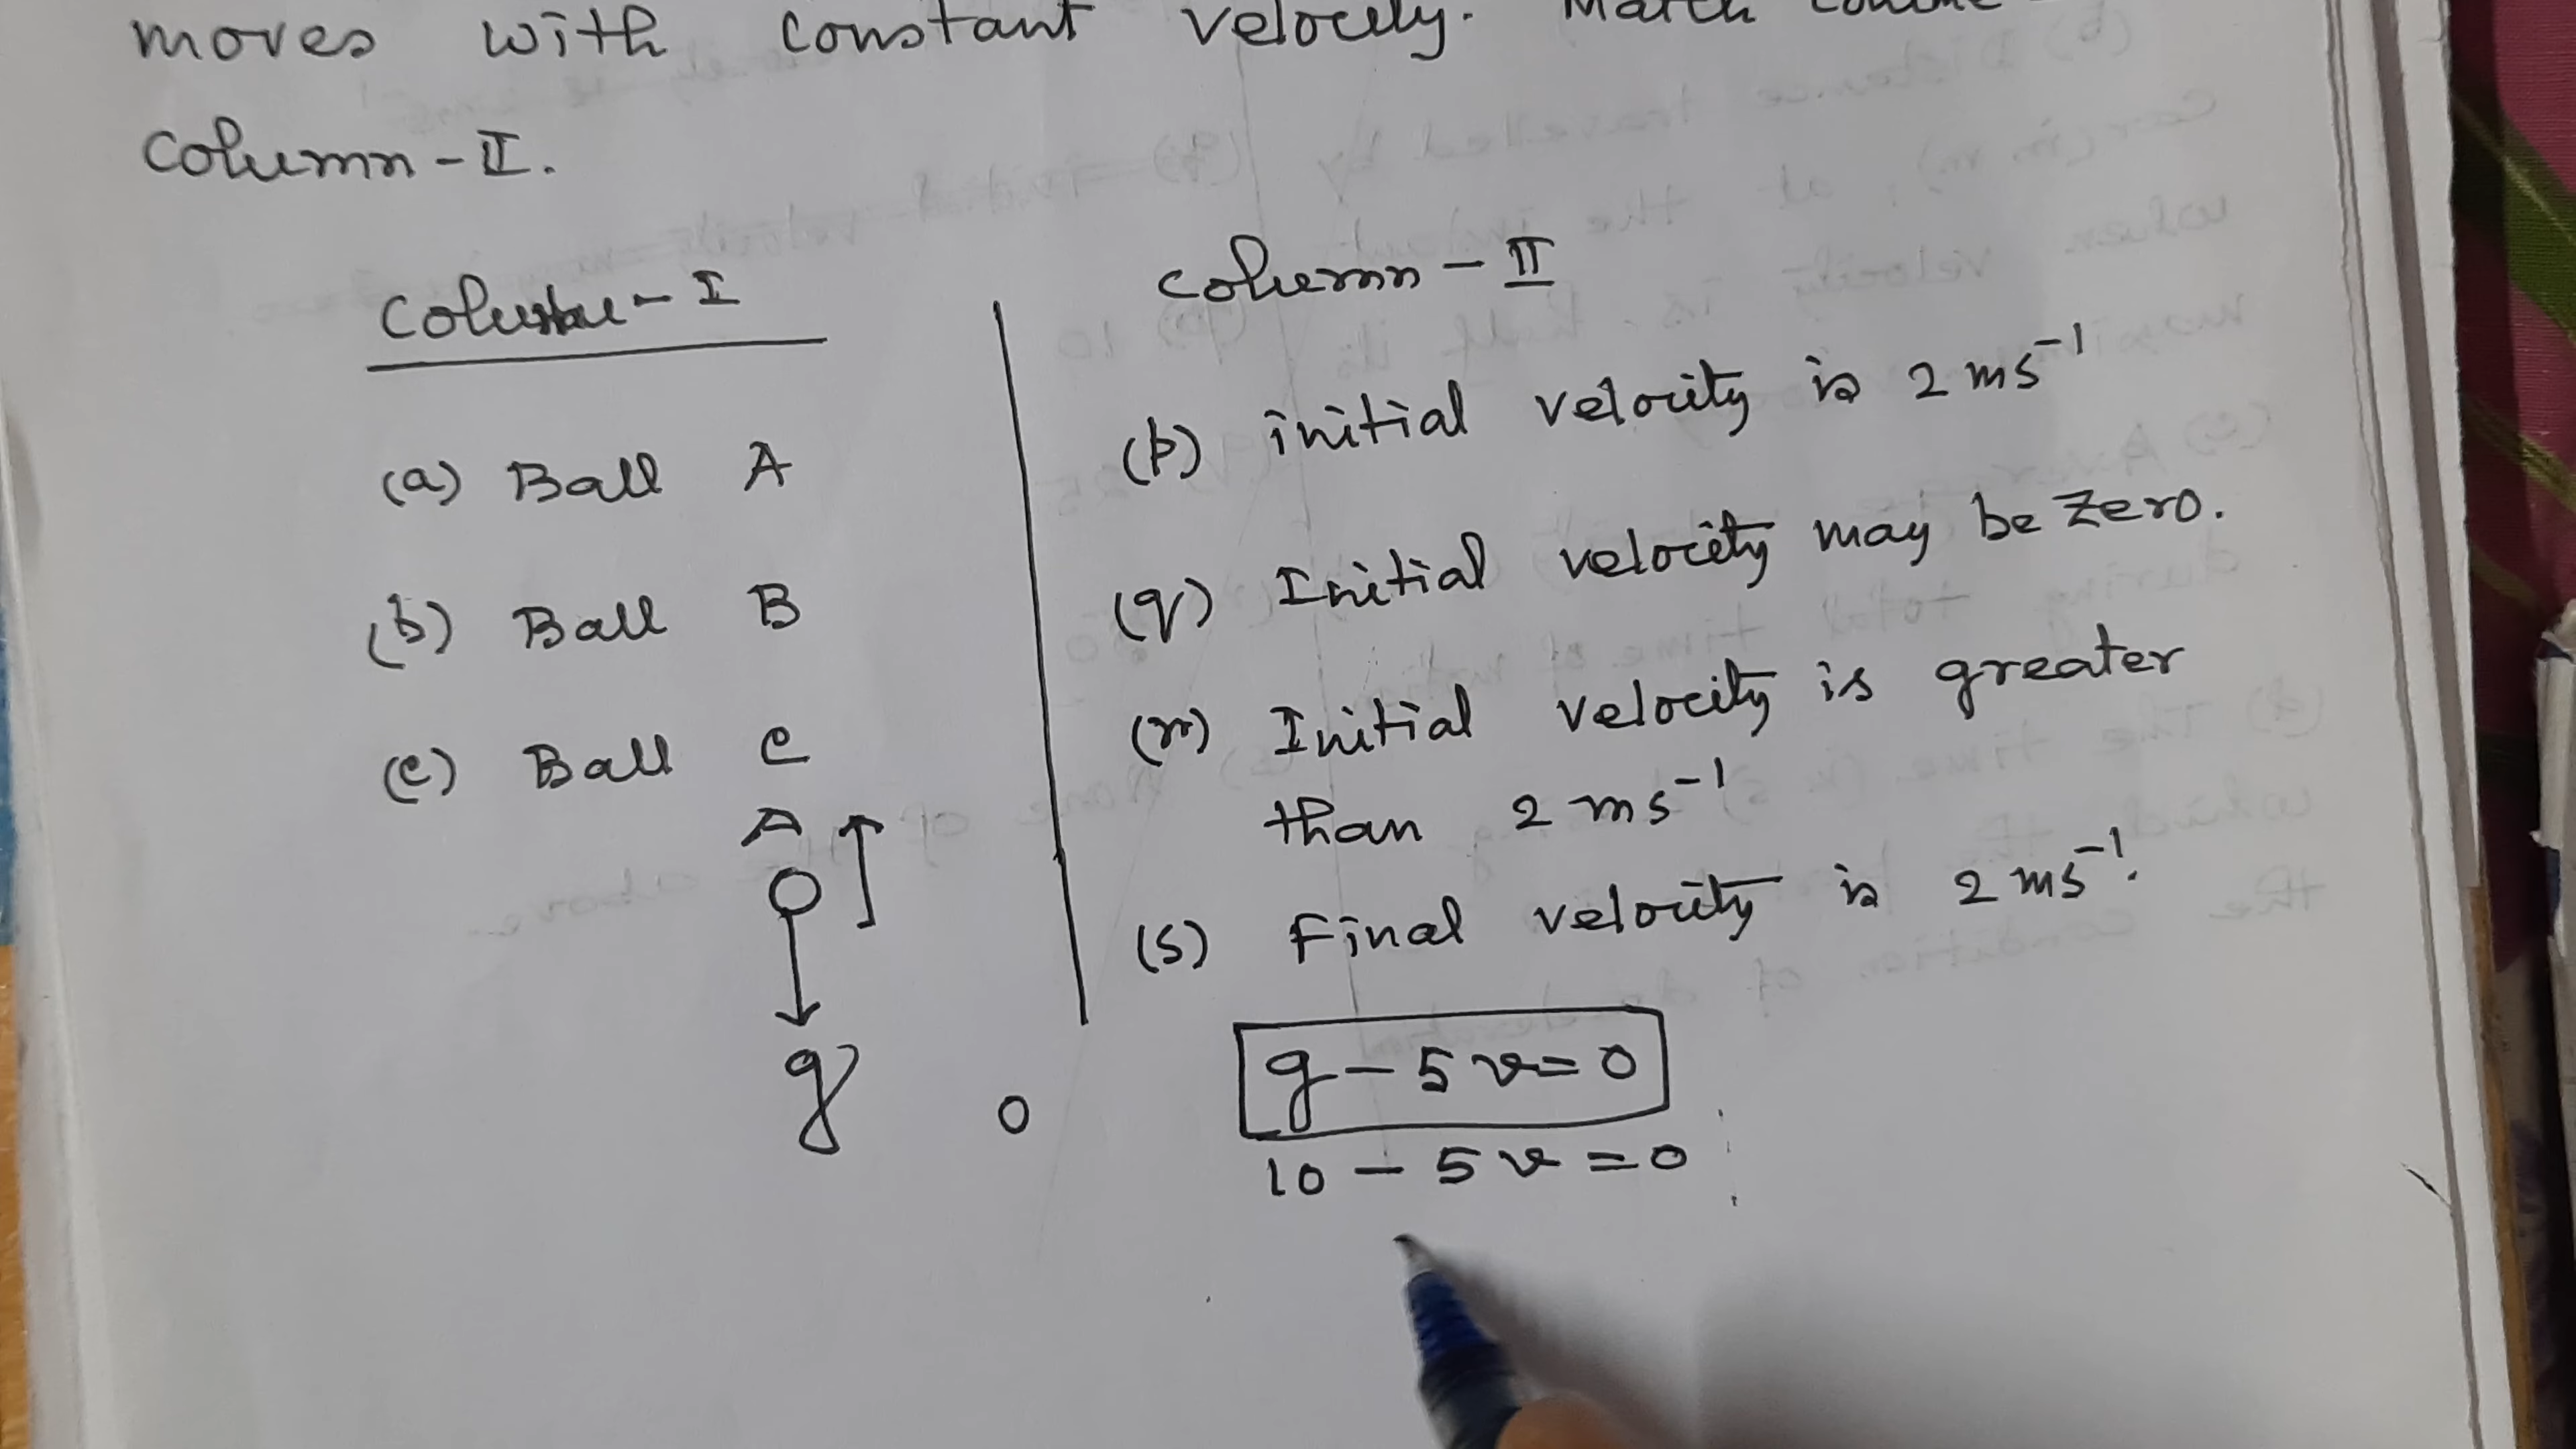 moves with constant velocity. Match
Column-II.
Column-I
Column-II
(a) Ball A
(p) initial velocity is 2 ms⁻¹
(b) Ball B
(q) Initial velocity may be zero.
(c) Ball C
(r) Initial velocity is greater
than 2 ms⁻¹
(s) Final velocity is 2 ms⁻¹.
A
g
g - 5v = 0
10 - 5v = 0